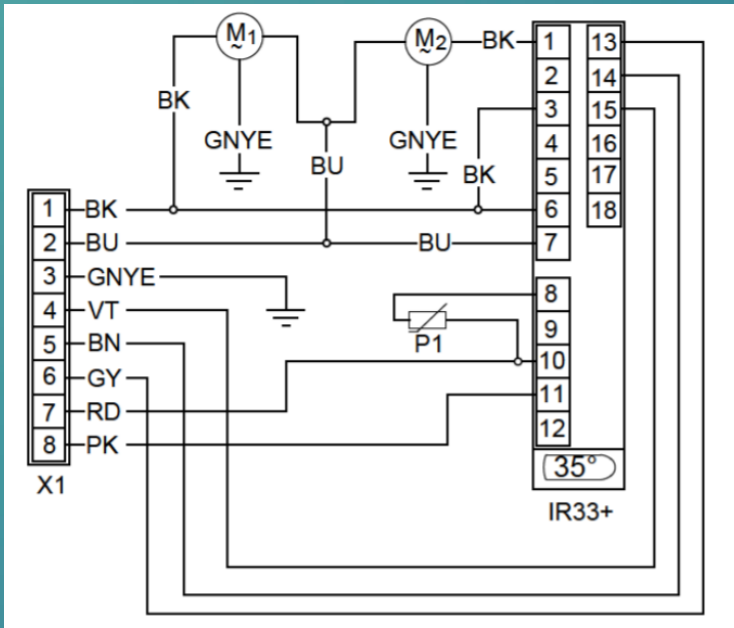 M1
~
M2
~
BK
BK
GNYE
GNYE
BU
BK
1
2
3
4
5
6
7
8
9
10
11
12
13
14
15
16
17
18
35°
IR33+
1
BK
2
BU
BU
3
GNYE
4
VT
5
BN
6
GY
7
RD
8
PK
X1
P1